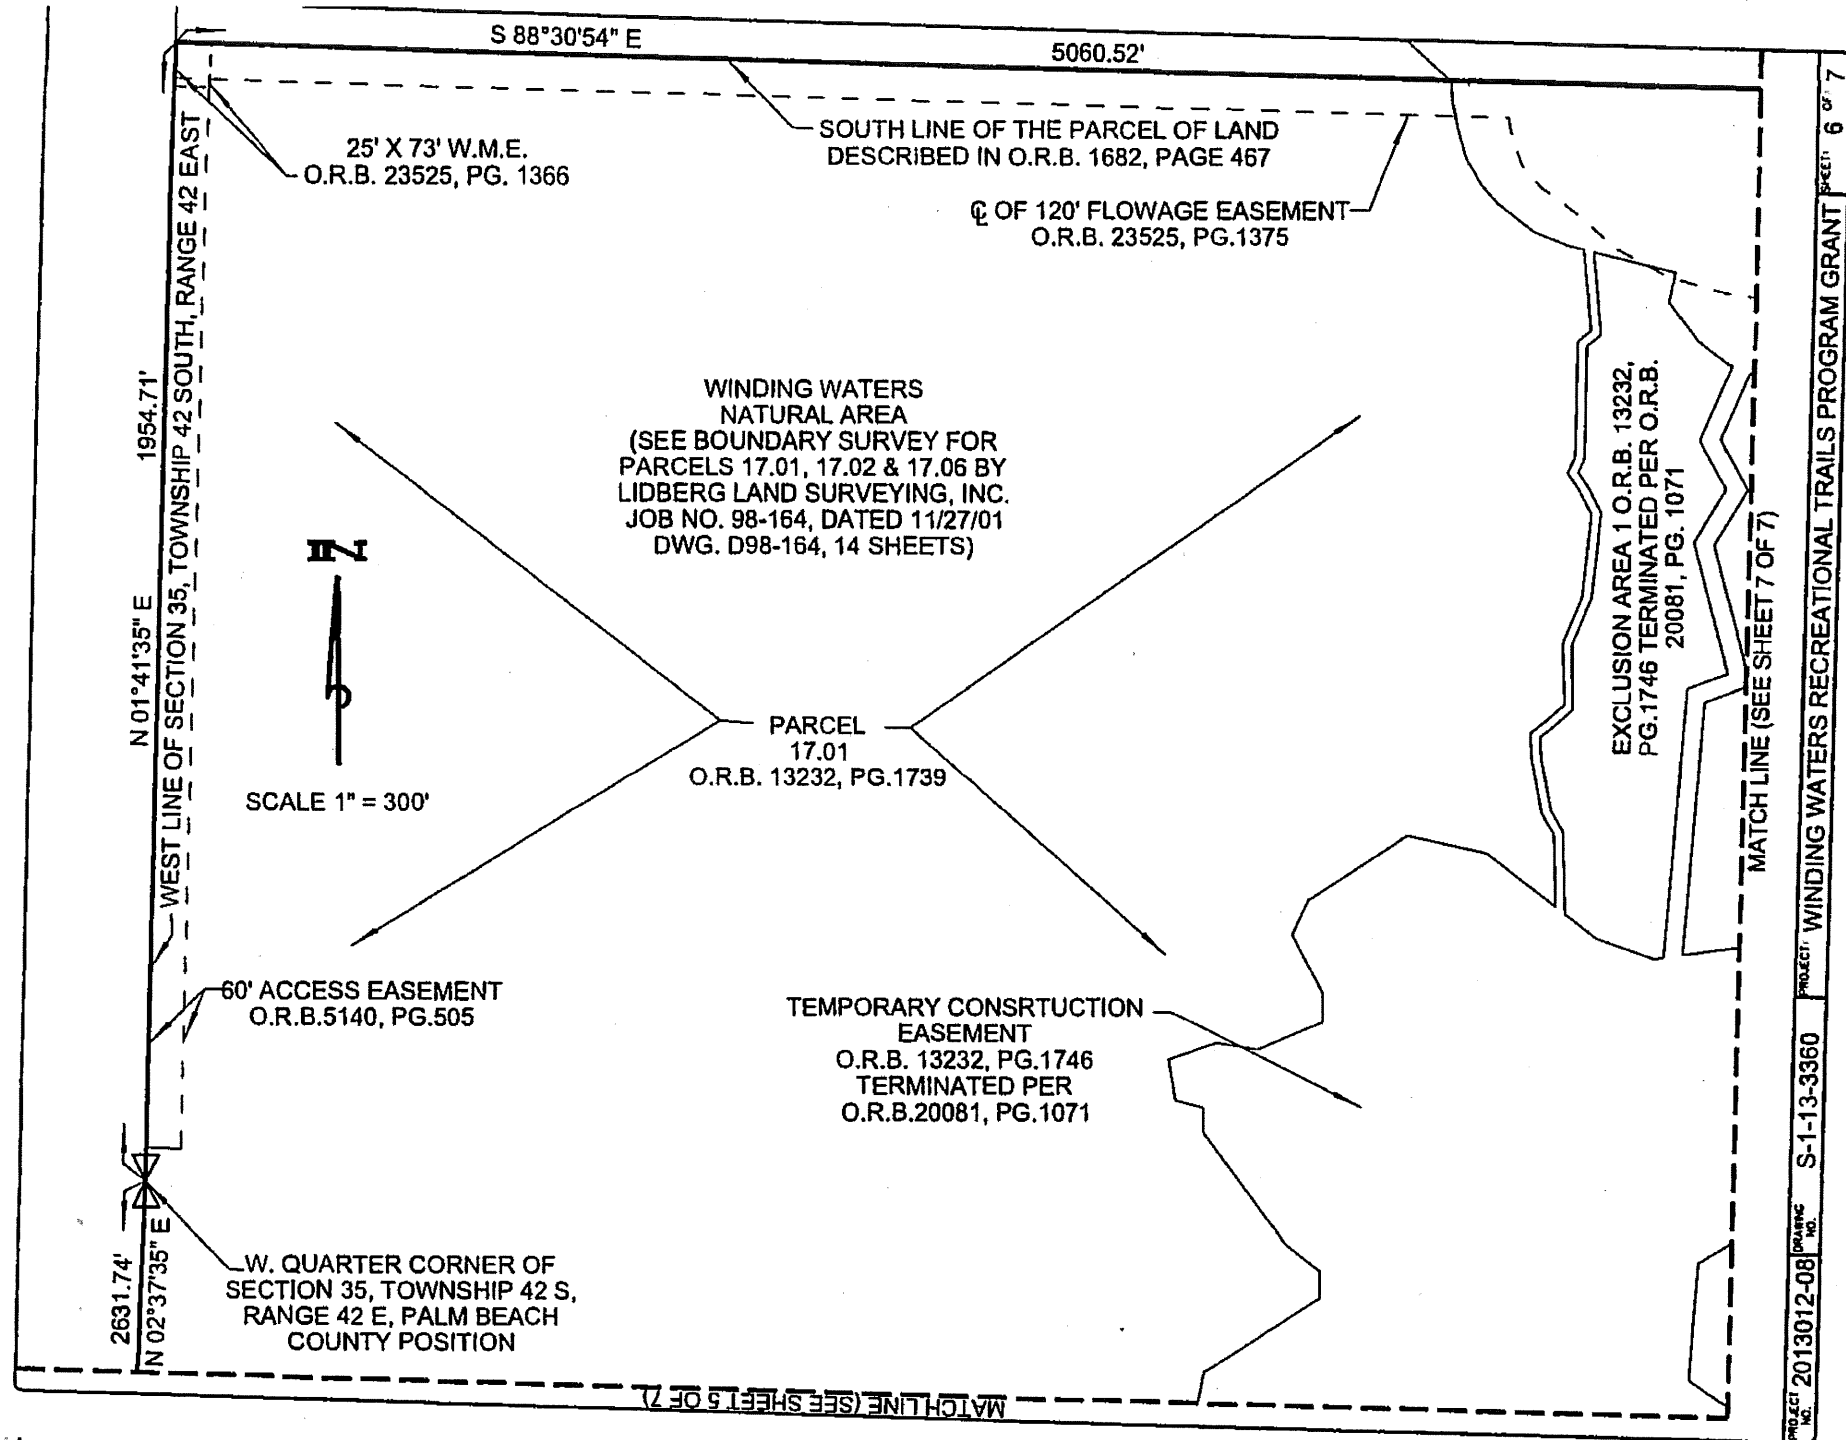 S 88°30'54" E
5060.52'
25' X 73' W.M.E.
O.R.B. 23525, PG. 1366
SOUTH LINE OF THE PARCEL OF LAND
DESCRIBED IN O.R.B. 1682, PAGE 467
℄ OF 120' FLOWAGE EASEMENT
O.R.B. 23525, PG.1375
1954.71'
N 01°41'35" E
WEST LINE OF SECTION 35, TOWNSHIP 42 SOUTH, RANGE 42 EAST
WINDING WATERS
NATURAL AREA
(SEE BOUNDARY SURVEY FOR
PARCELS 17.01, 17.02 & 17.06 BY
LIDBERG LAND SURVEYING, INC.
JOB NO. 98-164, DATED 11/27/01
DWG. D98-164, 14 SHEETS)
N
SCALE 1" = 300'
PARCEL
17.01
O.R.B. 13232, PG.1739
EXCLUSION AREA 1 O.R.B. 13232,
PG.1746 TERMINATED PER O.R.B.
20081, PG. 1071
MATCH LINE (SEE SHEET 7 OF 7)
60' ACCESS EASEMENT
O.R.B.5140, PG.505
TEMPORARY CONSRTUCTION
EASEMENT
O.R.B. 13232, PG.1746
TERMINATED PER
O.R.B.20081, PG.1071
2631.74'
N 02°37'35" E
W. QUARTER CORNER OF
SECTION 35, TOWNSHIP 42 S,
RANGE 42 E, PALM BEACH
COUNTY POSITION
MATCH LINE (SEE SHEET 5 OF 7)
PROJECT NO. 20130012-08
DRAWING NO. S-1-13-3360
PROJECT: WINDING WATERS RECREATIONAL TRAILS PROGRAM GRANT
SHEET: 6 OF: 7